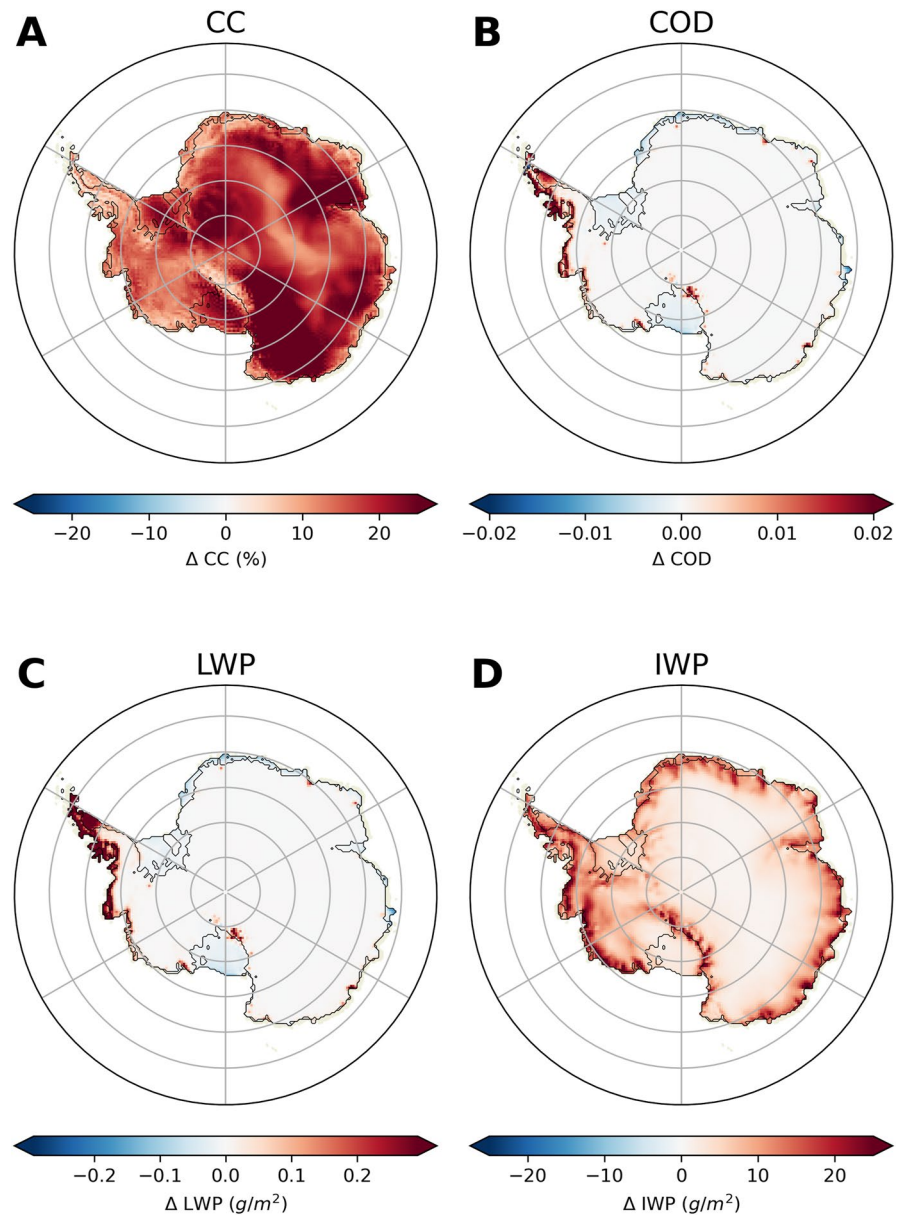 A CC
B COD
−20 −10 0 10 20
Δ CC (%)
−0.02 −0.01 0.00 0.01 0.02
Δ COD
C LWP
D IWP
−0.2 −0.1 0.0 0.1 0.2
Δ LWP (g/m²)
−20 −10 0 10 20
Δ IWP (g/m²)